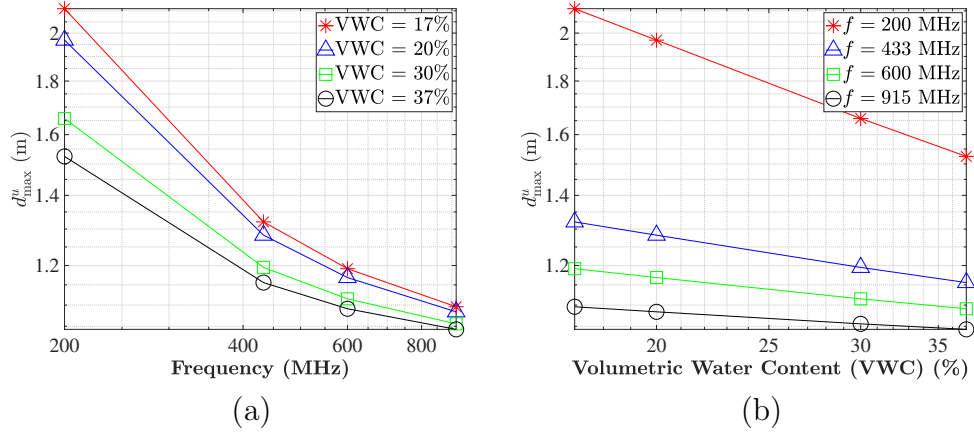 2
1.8
1.6
1.4
1.2
d^u_max (m)
200
400
600
800
Frequency (MHz)
VWC = 17%
VWC = 20%
VWC = 30%
VWC = 37%
(a)
2
1.8
1.6
1.4
1.2
d^u_max (m)
20
25
30
35
Volumetric Water Content (VWC) (%)
f = 200 MHz
f = 433 MHz
f = 600 MHz
f = 915 MHz
(b)